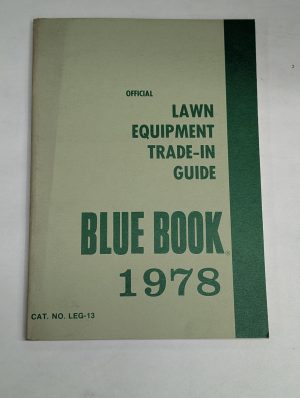 OFFICIAL
LAWN
EQUIPMENT
TRADE-IN
GUIDE
BLUE BOOK®
1978
CAT. NO. LEG-13